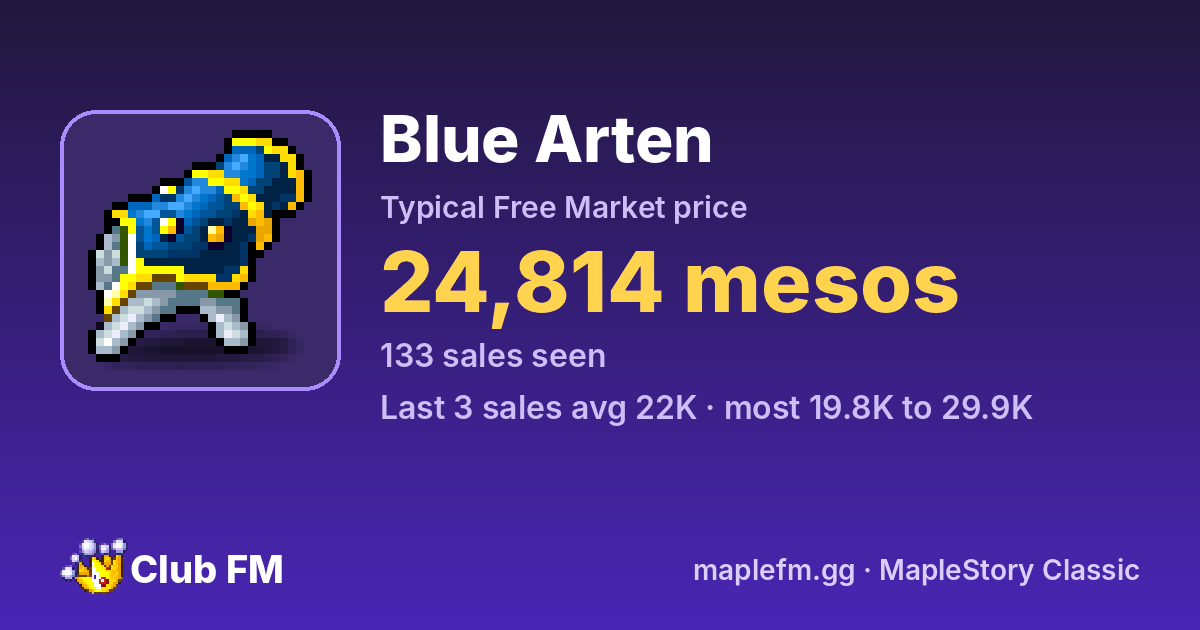 Blue Arten
Typical Free Market price
24,814 mesos
133 sales seen
Last 3 sales avg 22K · most 19.8K to 29.9K
Club FM
maplefm.gg · MapleStory Classic